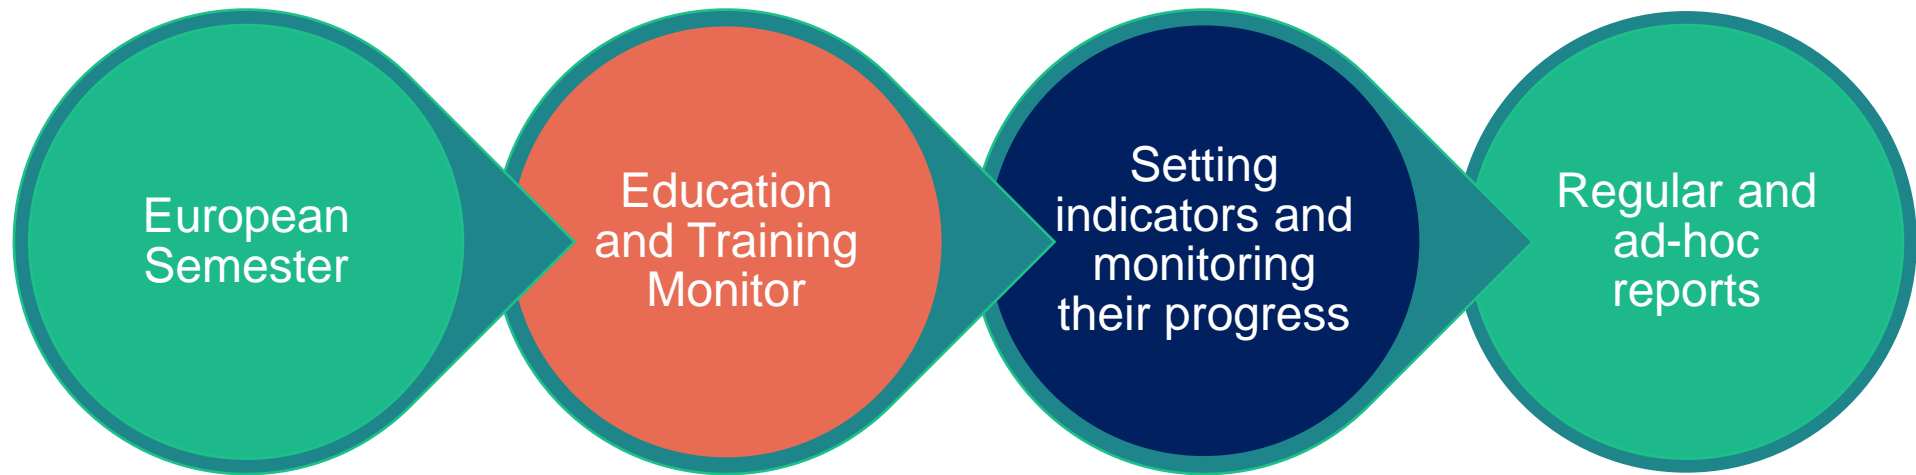 European
Semester
Education
and Training
Monitor
Setting
indicators and
monitoring
their progress
Regular and
ad-hoc
reports